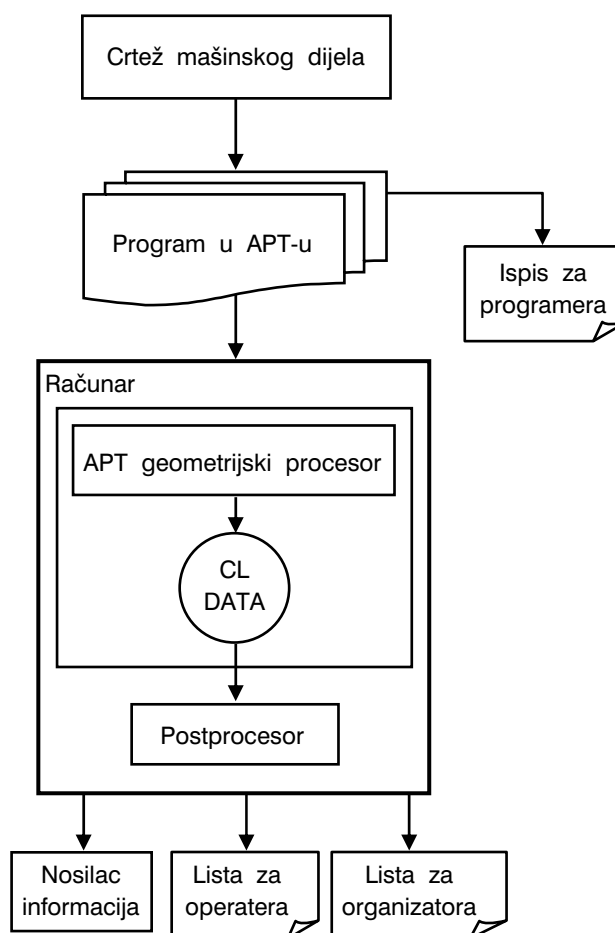 Crtež mašinskog dijela
Program u APT-u
Ispis za
programera
Računar
APT geometrijski procesor
CL
DATA
Postprocesor
Nosilac
informacija
Lista za
operatera
Lista za
organizatora